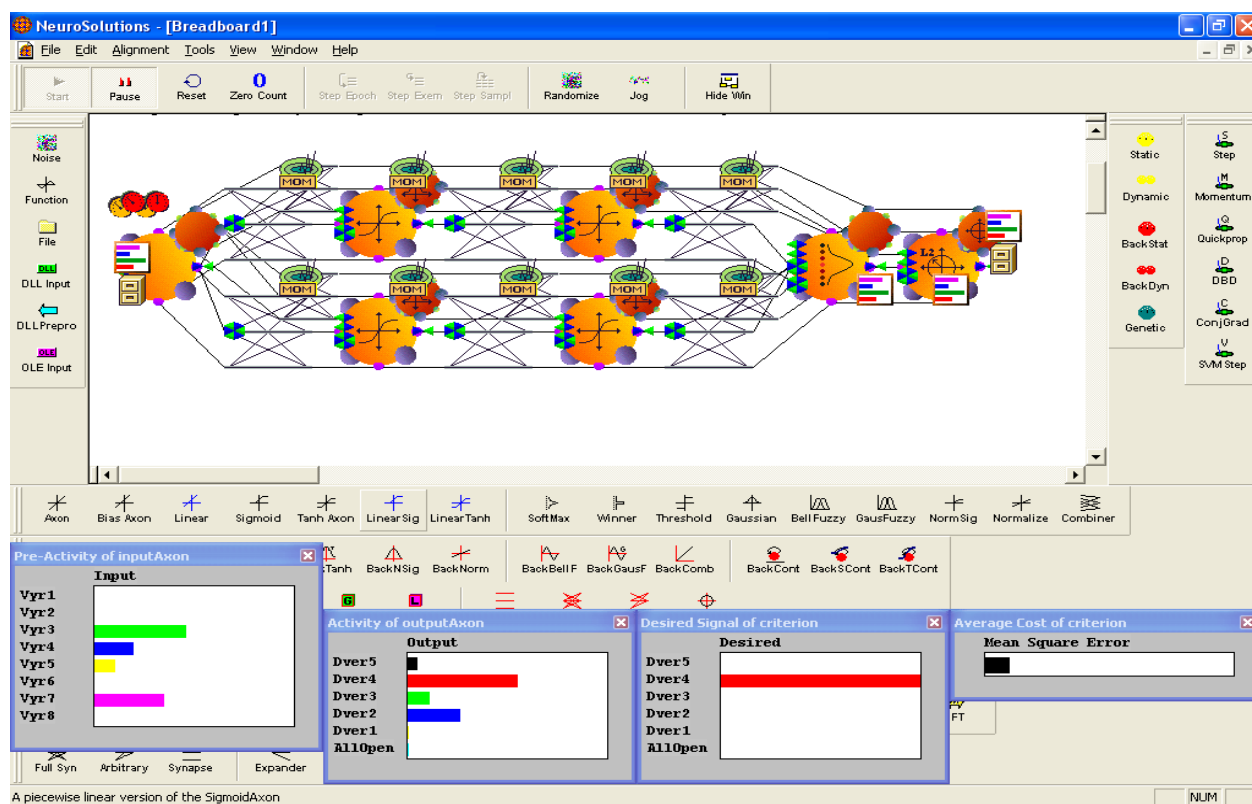 NeuroSolutions - [Breadboard1]
File Edit Alignment Tools View Window Help
Start Pause Reset Zero Count Step Epoch Step Exem Step Sampl Randomize Jog Hide Win
Noise
Function
File
DLL
DLL Input
DLLPrepro
OLE
OLE Input
MOM MOM MOM MOM MOM
L2
MOM MOM MOM MOM MOM
Static
Dynamic
BackStat
BackDyn
Genetic
S
Step
M
Momentum
Q
Quickprop
D
DBD
C
ConjGrad
V
SVM Step
Axon Bias Axon Linear Sigmoid Tanh Axon LinearSig LinearTanh SoftMax Winner Threshold Gaussian BellFuzzy GausFuzzy NormSig Normalize Combiner
Tanh BackNSig BackNorm BackBellF BackGausF BackComb BackCont BackSCont BackTCont
G L
Pre-Activity of inputAxon
Input
Vyr1
Vyr2
Vyr3
Vyr4
Vyr5
Vyr6
Vyr7
Vyr8
Activity of outputAxon
Output
Dver5
Dver4
Dver3
Dver2
Dver1
AllOpen
Desired Signal of criterion
Desired
Dver5
Dver4
Dver3
Dver2
Dver1
AllOpen
Average Cost of criterion
Mean Square Error
FT
Full Syn Arbitrary Synapse Expander
A piecewise linear version of the SigmoidAxon
NUM